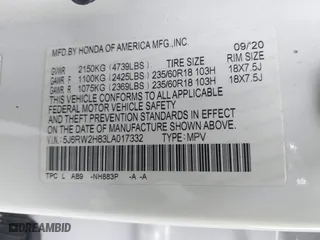 MFD.BY HONDA OF AMERICA MFG.,INC.
09/20
TIRE SIZE RIM SIZE
GVWR 2150KG (4739LBS)
GAWR F 1100KG (2425LBS) 235/60R18 103H 18X7.5J
GAWR R 1075KG (2369LBS) 235/60R18 103H 18X7.5J
THIS VEHICLE CONFORMS TO ALL APPLICABLE
FEDERAL MOTOR VEHICLE SAFETY, BUMPER,
AND THEFT PREVENTION STANDARDS IN EFFECT
ON THE DATE OF MANUFACTURE SHOWN ABOVE.
V.I.N.: 5J6RW2H83LA017332 TYPE: MPV
TPC L AB9 -NH883P -A -A